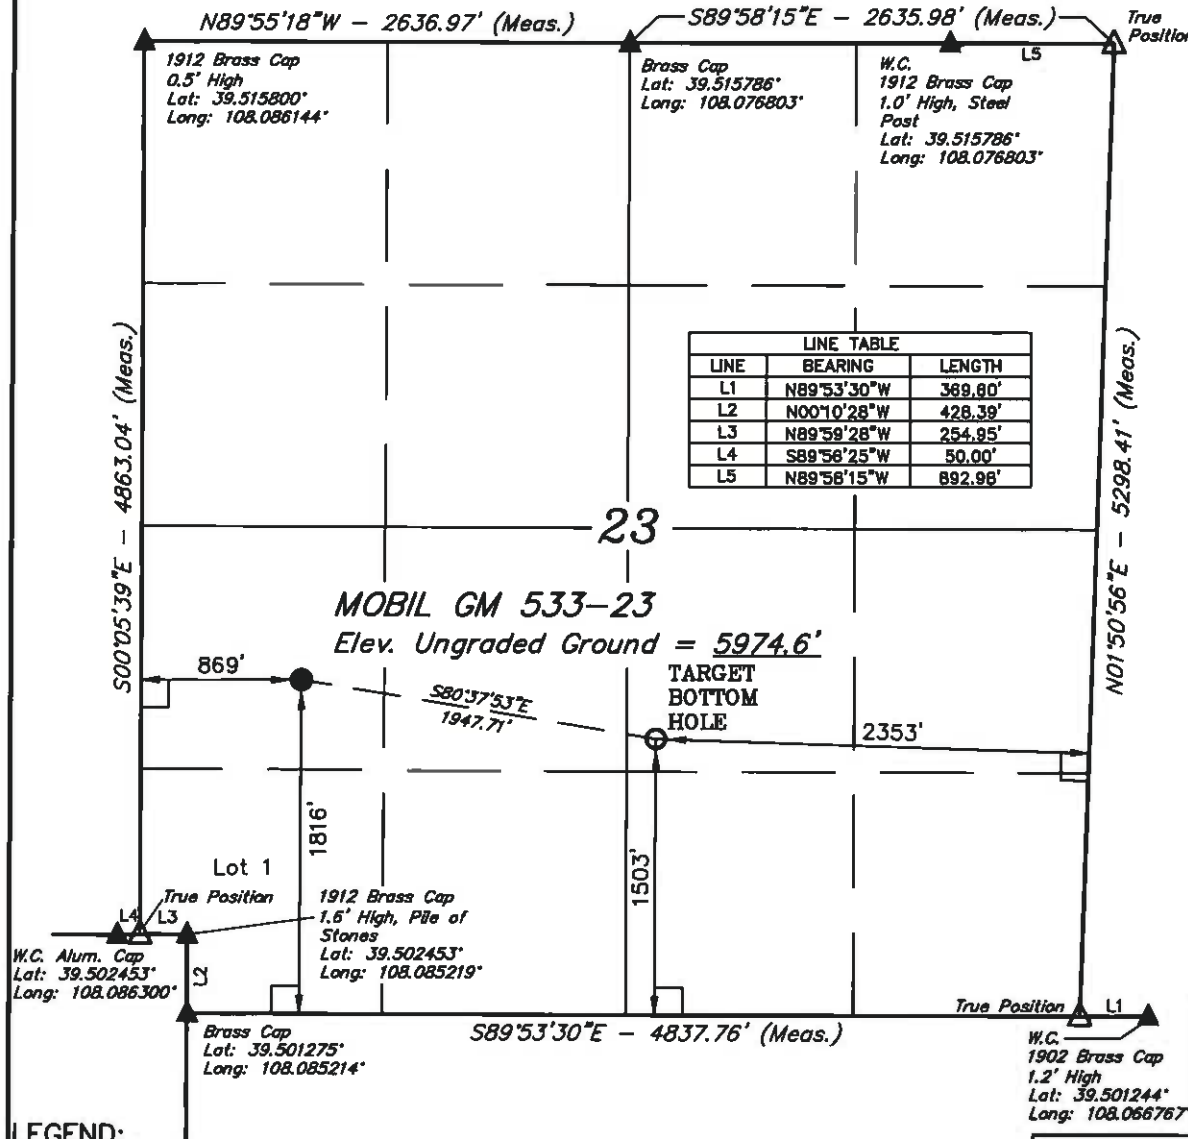 N89°55'18"W - 2636.97' (Meas.)
S89°58'15"E - 2635.98' (Meas.)
True
Position
L5
1912 Brass Cap
0.5' High
Lat: 39.515800°
Long: 108.086144°
Brass Cap
Lat: 39.515786°
Long: 108.076803°
W.C.
1912 Brass Cap
1.0' High, Steel
Post
Lat: 39.515786°
Long: 108.076803°
S00°05'39"E - 4863.04' (Meas.)
N01°50'56"E - 5298.41' (Meas.)
LINE TABLE
LINE BEARING LENGTH
L1 N89°53'30"W 369.80'
L2 N00°10'28"W 428.39'
L3 N89°59'28"W 254.95'
L4 S89°56'25"W 50.00'
L5 N89°58'15"W 892.98'
23
MOBIL GM 533-23
Elev. Ungraded Ground = 5974.6'
TARGET
BOTTOM
HOLE
869'
S80°37'53"E
1947.71'
2353'
1816'
1503'
Lot 1
True Position
L4 L3
1912 Brass Cap
1.6' High, Pile of
Stones
Lat: 39.502453°
Long: 108.085219°
W.C. Alum. Cap
Lat: 39.502453°
Long: 108.086300°
L2
Brass Cap
Lat: 39.501275°
Long: 108.085214°
S89°53'30"E - 4837.76' (Meas.)
True Position
L1
W.C.
1902 Brass Cap
1.2' High
Lat: 39.501244°
Long: 108.066767°
LEGEND: